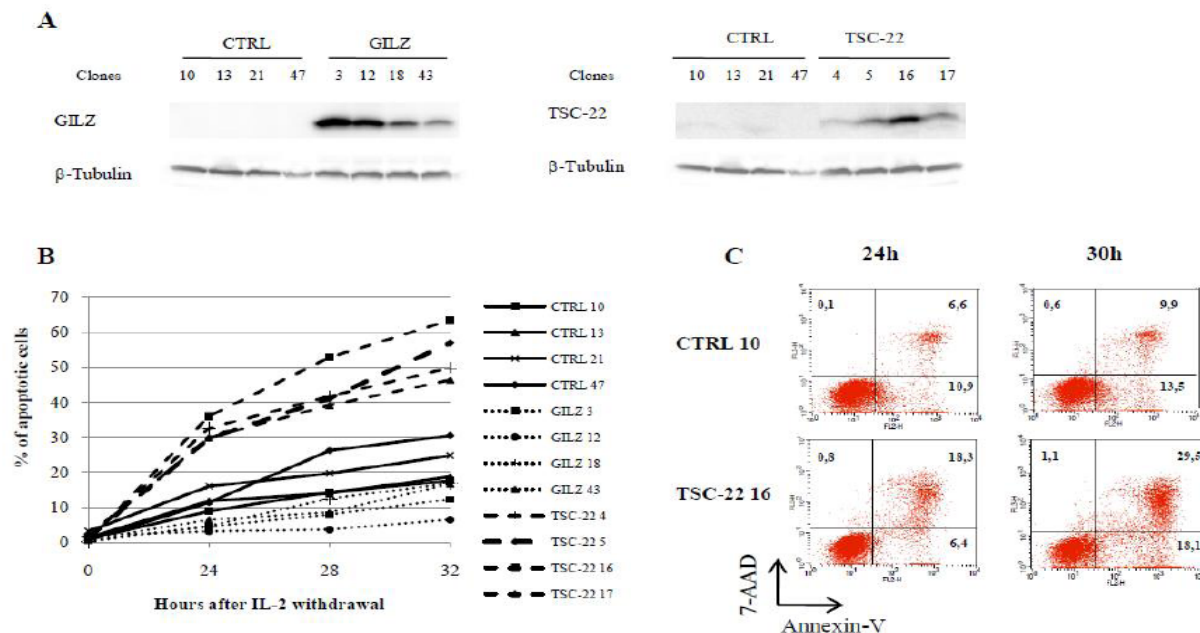 A
CTRL GILZ
Clones 10 13 21 47 3 12 18 43
GILZ
β-Tubulin
CTRL TSC-22
Clones 10 13 21 47 4 5 16 17
TSC-22
β-Tubulin
B
% of apoptotic cells
70
60
50
40
30
20
10
0
0 24 28 32
Hours after IL-2 withdrawal
CTRL 10
CTRL 13
CTRL 21
CTRL 47
GILZ 3
GILZ 12
GILZ 18
GILZ 43
TSC-22 4
TSC-22 5
TSC-22 16
TSC-22 17
C
24h 30h
CTRL 10
0,1 6,6
10,9
FL2-H
0,6 9,9
13,5
FL2-H
TSC-22 16
0,8 18,3
6,4
FL2-H
1,1 29,5
18,1
FL2-H
7-AAD
Annexin-V